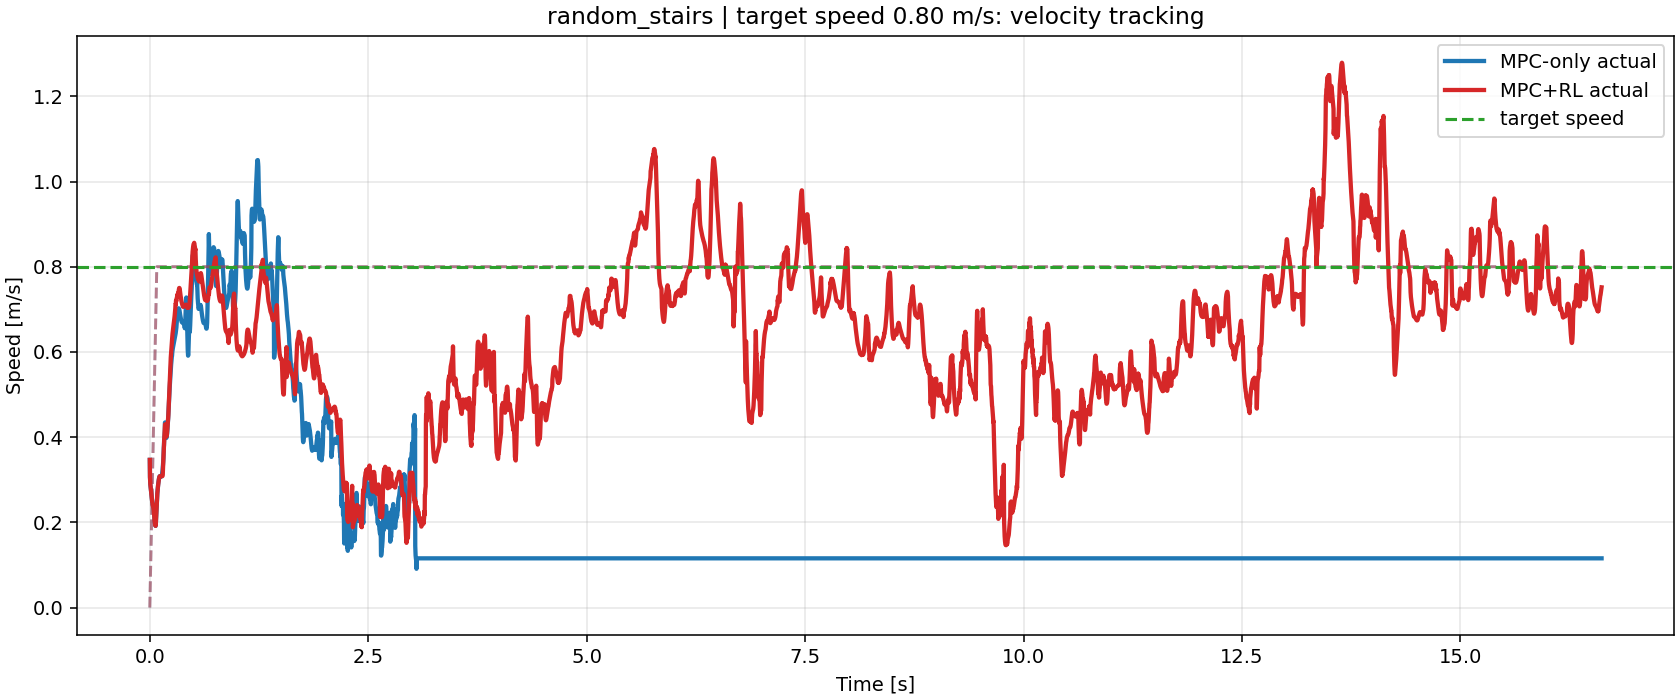 random_stairs | target speed 0.80 m/s: velocity tracking
MPC-only actual
MPC+RL actual
target speed
Speed [m/s]
1.2
1.0
0.8
0.6
0.4
0.2
0.0
0.0 2.5 5.0 7.5 10.0 12.5 15.0
Time [s]